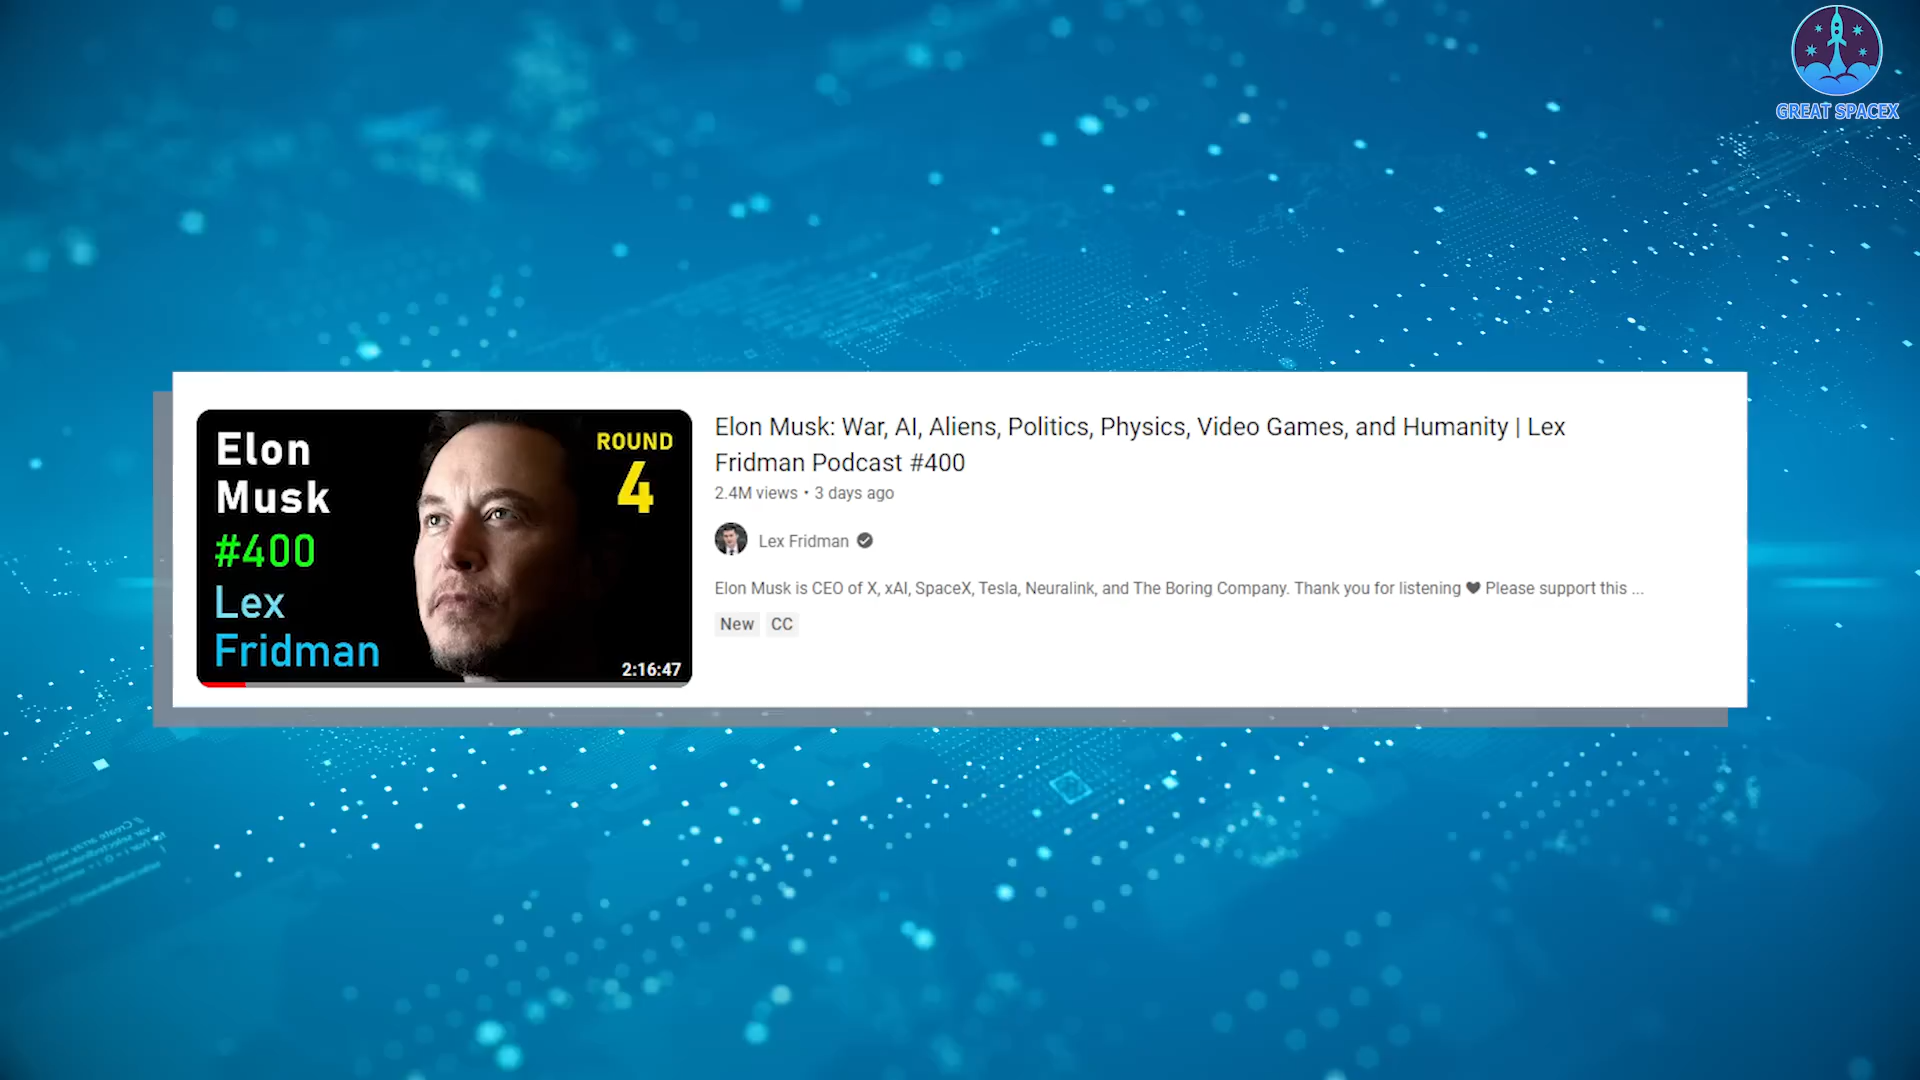 GREAT SPACEX
Elon
Musk
#400
Lex
Fridman
ROUND
4
2:16:47
Elon Musk: War, AI, Aliens, Politics, Physics, Video Games, and Humanity | Lex
Fridman Podcast #400
2.4M views • 3 days ago
Lex Fridman
Elon Musk is CEO of X, xAI, SpaceX, Tesla, Neuralink, and The Boring Company. Thank you for listening ❤ Please support this ...
New CC